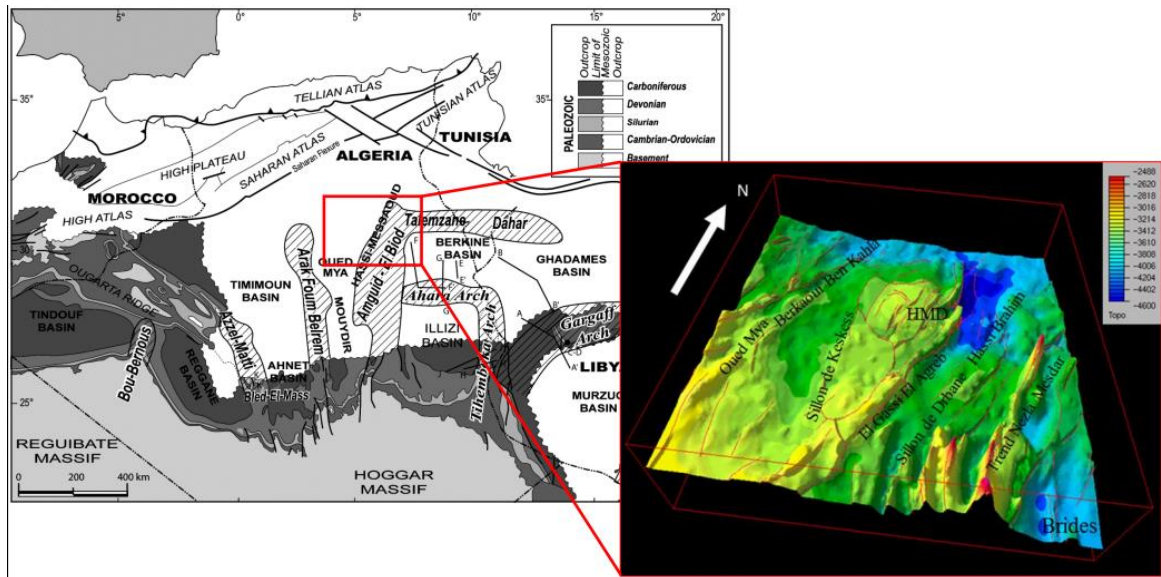 5°
0°
5°
10°
15°
20°
35°
35°
30°
25°
Outcrop
Limit of
Mesozoic
Outcrop
PALEOZOIC
Carboniferous
Devonian
Silurian
Cambrian-Ordovician
Basement
TELLIAN ATLAS
TUNISIAN ATLAS
TUNISIA
HIGH PLATEAU
SAHARAN ATLAS
Saharan Flexure
ALGERIA
MOROCCO
HIGH ATLAS
HASSI-MESSAOUD
Talemzane
Dahar
OUED
MYA
Amguid - El Biod
BERKINE
BASIN
GHADAMES
BASIN
OUGARTA RIDGE
TIMIMOUN
BASIN
Arak Foum Belrem
MOUYDIR
Ahara Arch
ILLIZI
BASIN
TINDOUF
BASIN
Bou-Bernous
Azzel-Matti
AHNET
BASIN
Bled-El-Mass
REGGANE
BASIN
Tihemboka Arch
Gargaff
Arch
LIBY
MURZUQ
BASIN
REGUIBATE
MASSIF
HOGGAR
MASSIF
0 200 400 km
N
Oued Mya
Berkaoui Ben Kahla
HMD
Sillon de Keskess
El Gassi El Agreb
Hassi Brahim
Sillon de Dzbane
Trend Nezla Mesdar
Brides
-2488
-2620
-2816
-3016
-3214
-3412
-3610
-3808
-4006
-4204
-4402
-4600
Topo